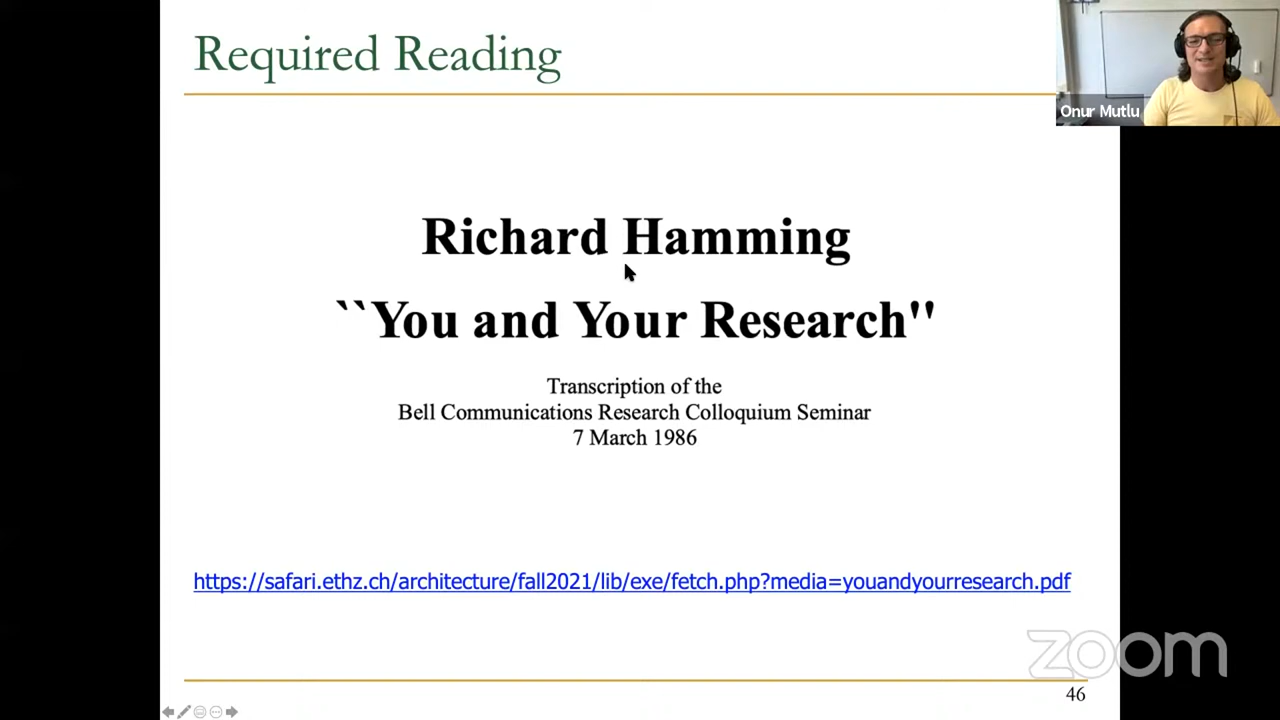 Required Reading
Onur Mutlu
Richard Hamming
``You and Your Research''
Transcription of the
Bell Communications Research Colloquium Seminar
7 March 1986
https://safari.ethz.ch/architecture/fall2021/lib/exe/fetch.php?media=youandyourresearch.pdf
zoom
46